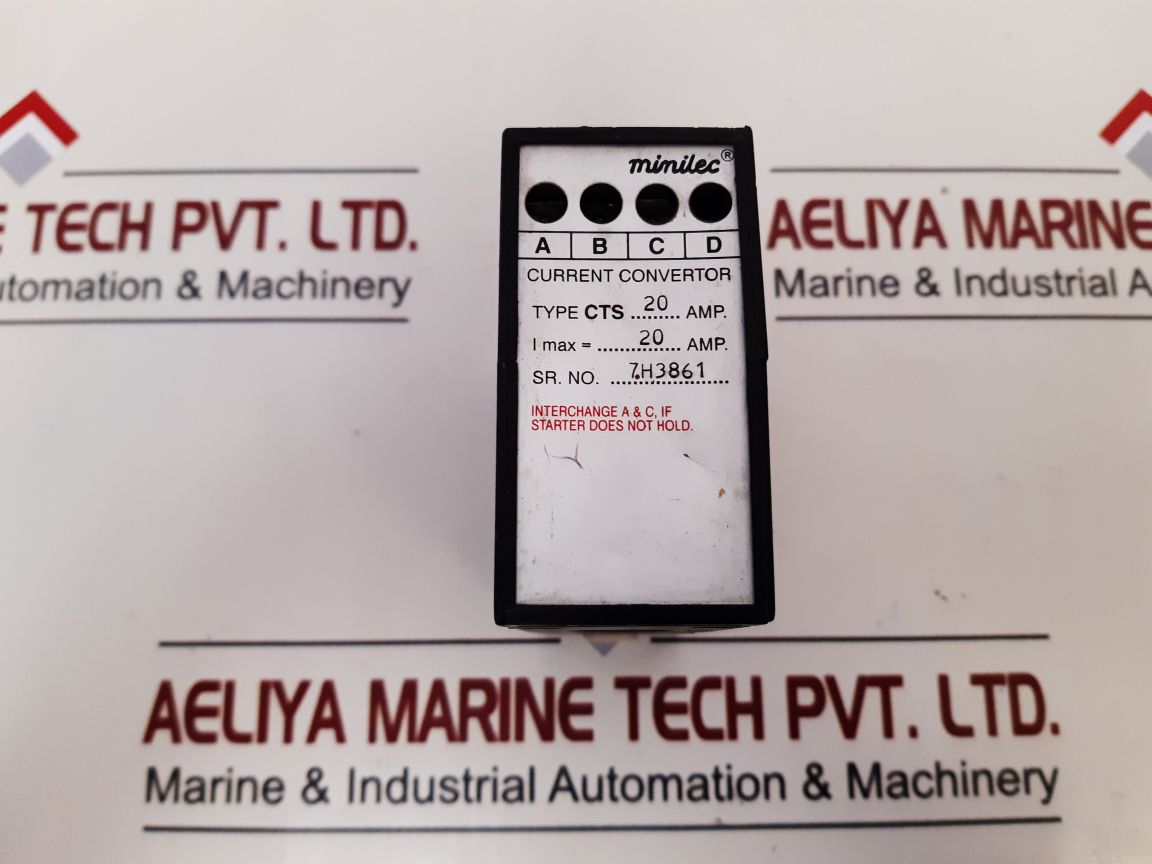 minilec®
A B C D
CURRENT CONVERTOR
TYPE CTS ...20... AMP.
I max = ...20... AMP.
SR. NO. 7H3861
INTERCHANGE A & C, IF
STARTER DOES NOT HOLD.
E TECH PVT. LTD.
utomation & Machinery
AELIYA MARINE
Marine & Industrial A
AELIYA MARINE TECH PVT. LTD.
Marine & Industrial Automation & Machinery